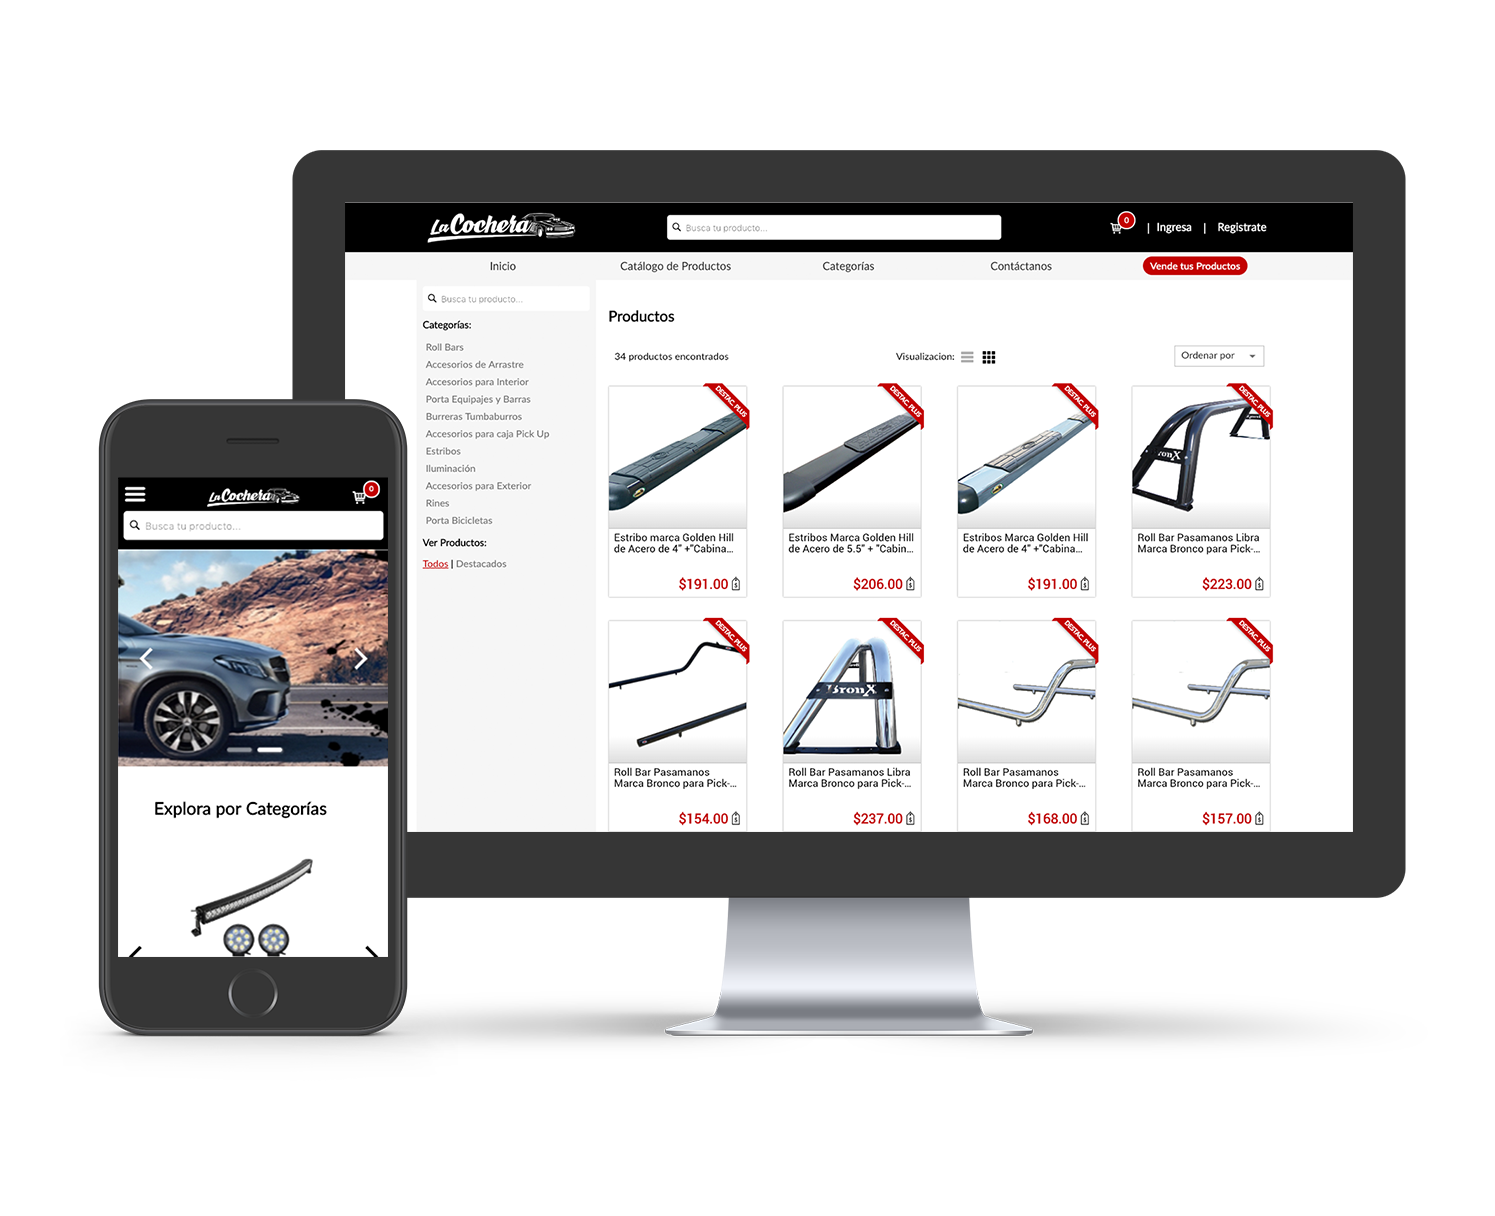 La Cochera
Busca tu producto...
0
| Ingresa | Registrate
Inicio
Catálogo de Productos
Categorías
Contáctanos
Vende tus Productos
Busca tu producto...
Categorías:
Roll Bars
Accesorios de Arrastre
Accesorios para Interior
Porta Equipajes y Barras
Burreras Tumbaburros
Accesorios para caja Pick Up
Estribos
Iluminación
Accesorios para Exterior
Rines
Porta Bicicletas
Ver Productos:
Todos | Destacados
Productos
34 productos encontrados
Visualizacion:
Ordenar por
DESTAC. PLUS
Estribo marca Golden Hill
de Acero de 4" +"Cabina...
$191.00
DESTAC. PLUS
Estribos Marca Golden Hill
de Acero de 5.5" + "Cabin...
$206.00
DESTAC. PLUS
Estribos Marca Golden Hill
de Acero de 4" +"Cabina...
$191.00
DESTAC. PLUS
BronX
Roll Bar Pasamanos Libra
Marca Bronco para Pick-...
$223.00
DESTAC. PLUS
Roll Bar Pasamanos
Marca Bronco para Pick-...
$154.00
DESTAC. PLUS
BronX
Roll Bar Pasamanos Libra
Marca Bronco para Pick-...
$237.00
DESTAC. PLUS
Roll Bar Pasamanos
Marca Bronco para Pick-...
$168.00
DESTAC. PLUS
Roll Bar Pasamanos
Marca Bronco para Pick-...
$157.00
La Cochera
0
Busca tu producto...
Explora por Categorías